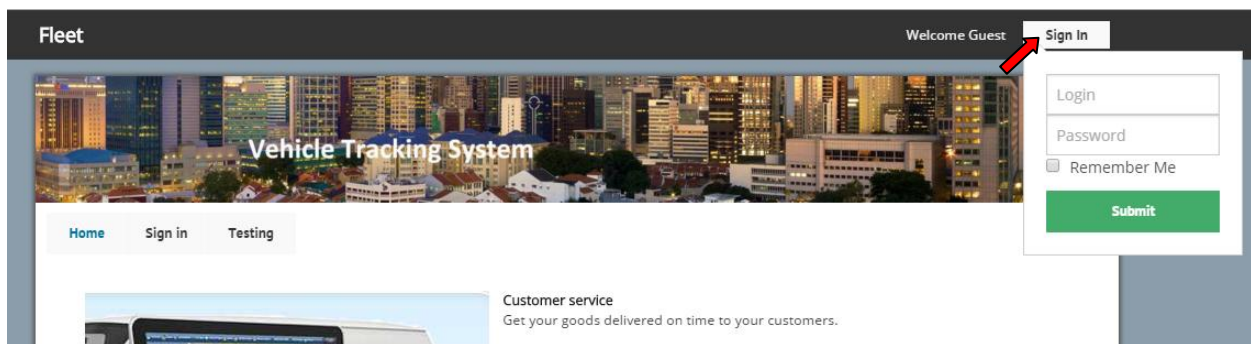 Fleet
Welcome Guest
Sign In
Login
Password
Remember Me
Submit
Vehicle Tracking System
Home
Sign in
Testing
Customer service
Get your goods delivered on time to your customers.